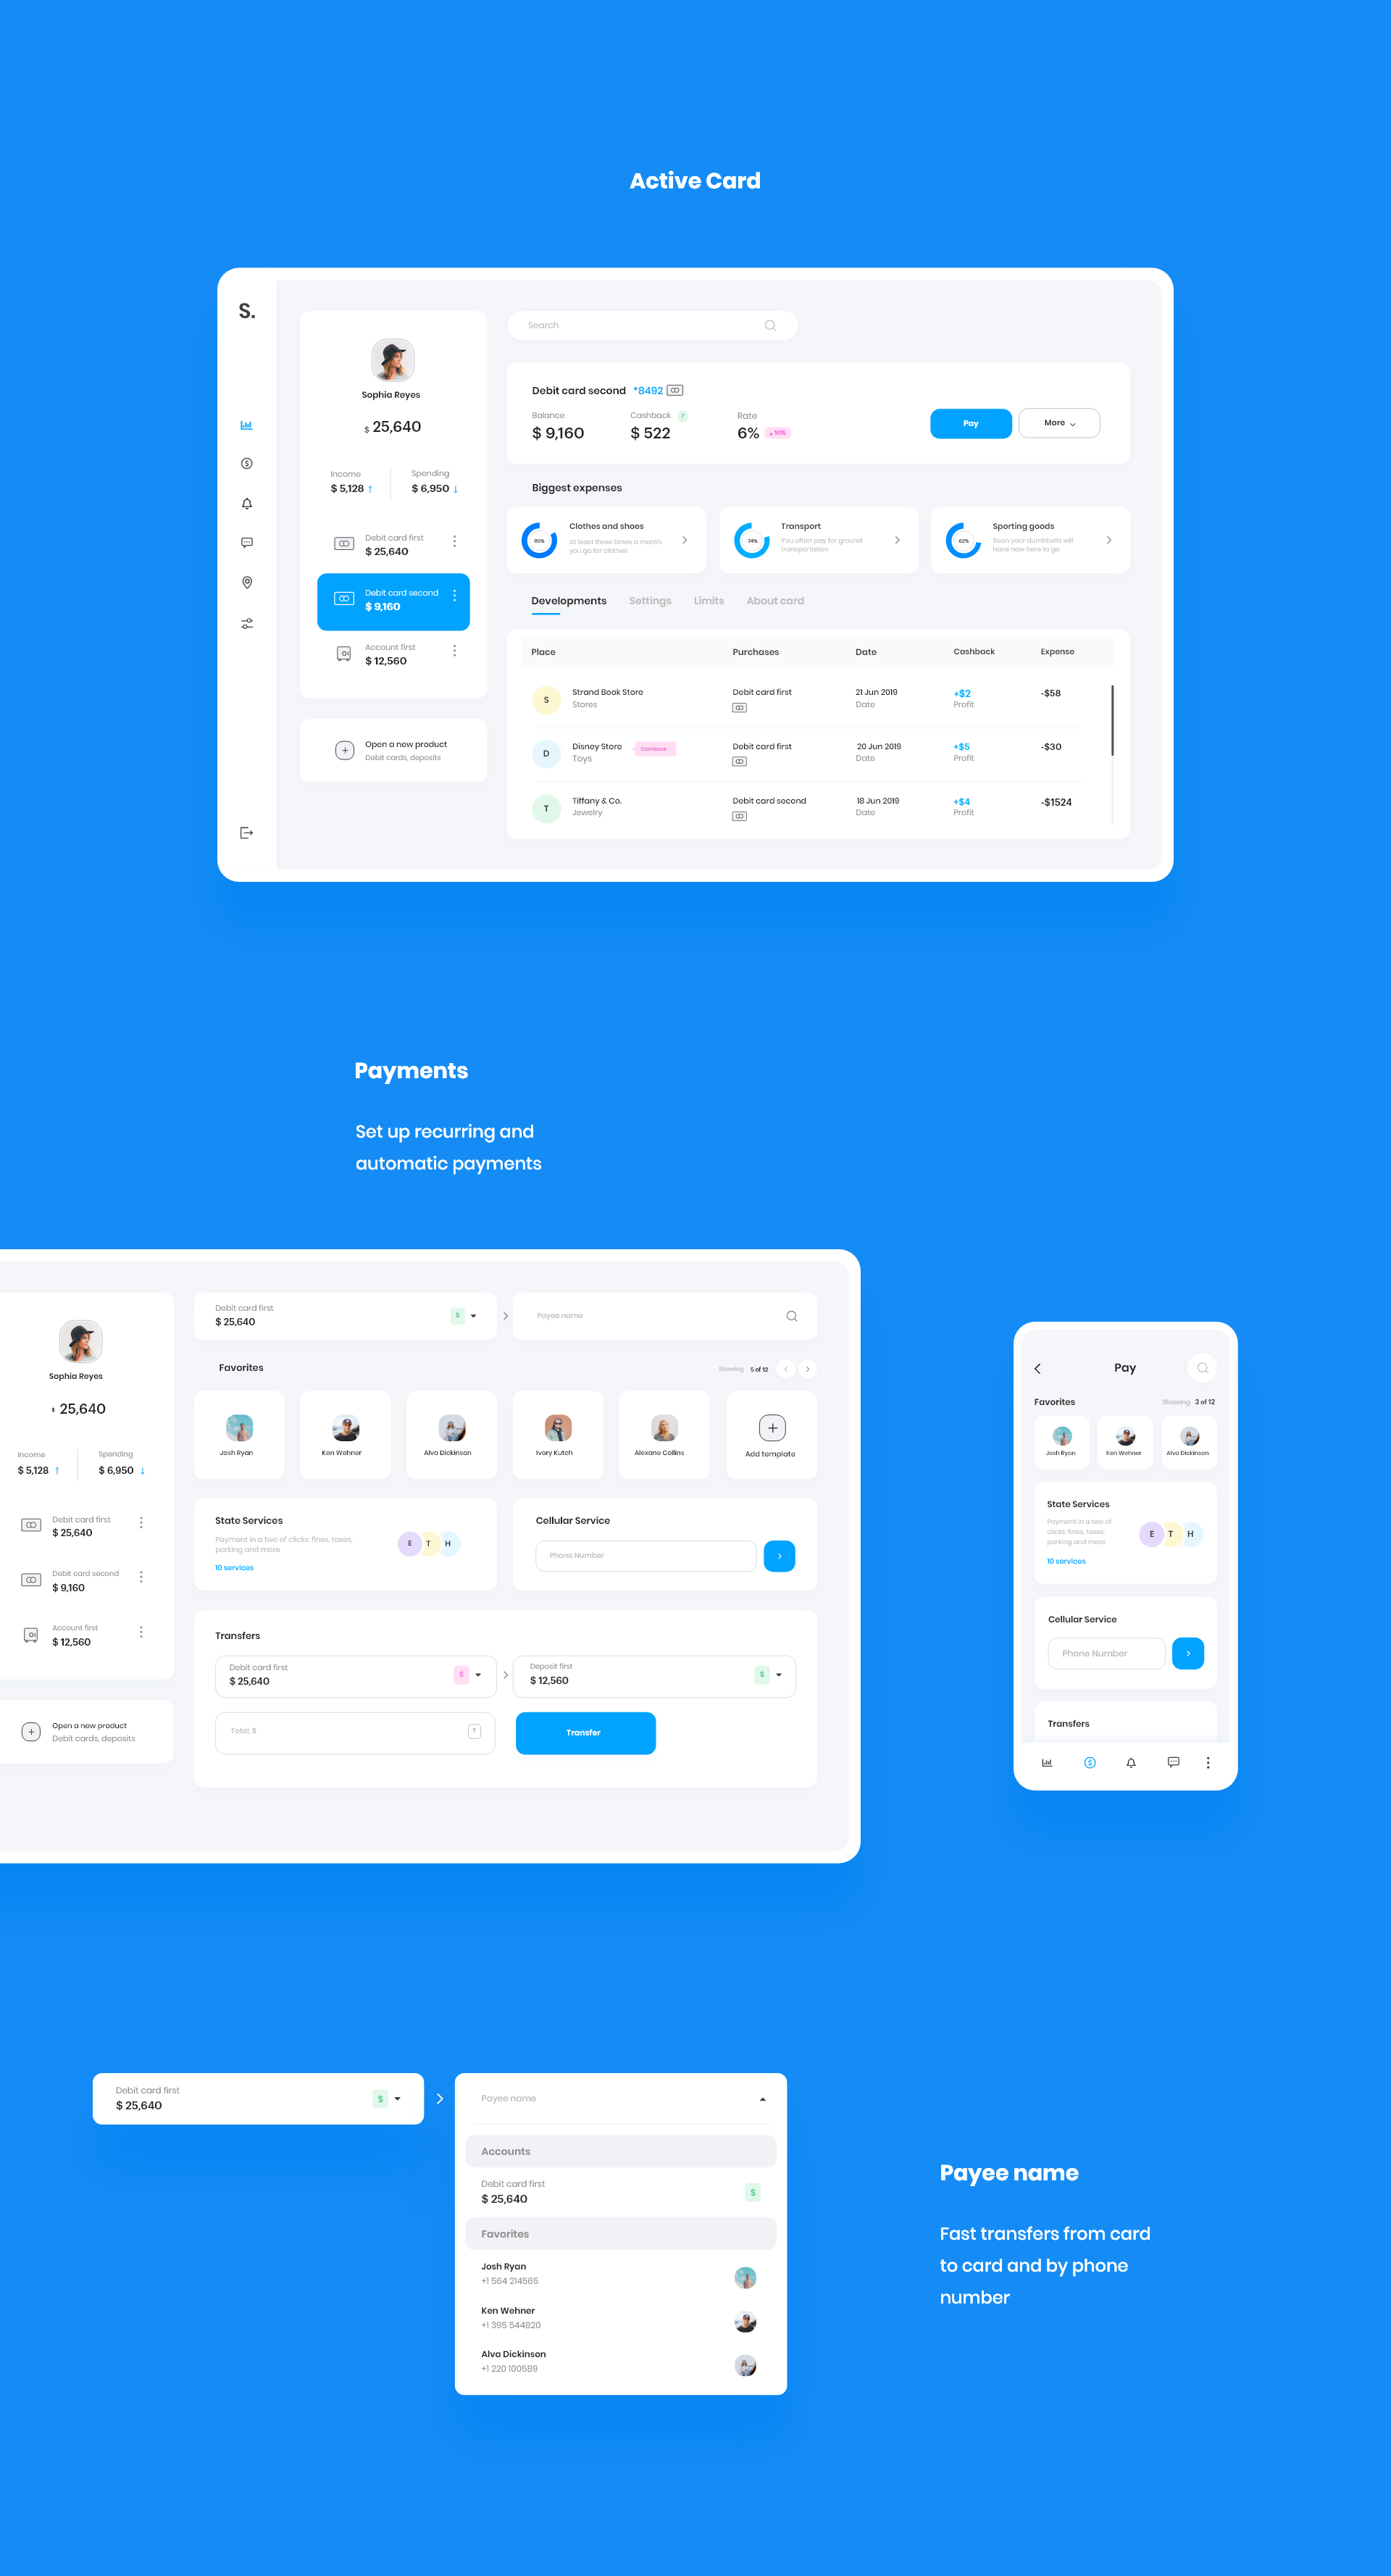 Active Card
S.
Sophia Reyes
$ 25,640
Income
$ 5,128 ↑
Spending
$ 6,950 ↓
Debit card first
$ 25,640
Debit card second
$ 9,160
Account first
$ 12,560
Open a new product
Debit cards, deposits
Search
Debit card second *8492
Balance
$ 9,160
Cashback ?
$ 522
Rate
6% 10%
Pay
More
Biggest expenses
Clothes and shoes
At least three times a month
you go for clothes
74%
Transport
You often pay for ground
transportation
62%
Sporting goods
Soon your dumbbells will
have now here to go
Developments Settings Limits About card
Place Purchases Date Cashback Expense
S
Strand Book Store
Stores
Debit card first
21 Jun 2019
Date
+$2
Profit
-$58
D
Disney Store
Toys
Cashback
Debit card first
20 Jun 2019
Date
+$5
Profit
-$30
T
Tiffany & Co.
Jewelry
Debit card second
18 Jun 2019
Date
+$4
Profit
-$1524
Payments
Set up recurring and
automatic payments
Sophia Reyes
$ 25,640
Income
$ 5,128 ↑
Spending
$ 6,950 ↓
Debit card first
$ 25,640
Debit card second
$ 9,160
Account first
$ 12,560
Open a new product
Debit cards, deposits
Debit card first
$ 25,640
$
Payee name
Favorites
Showing 5 of 12
Josh Ryan
Ken Wehner
Alva Dickinson
Ivory Kutch
Alexane Collins
Add template
State Services
Payment in a two of clicks: fines, taxes,
parking and more
10 services
E T H
Cellular Service
Phone Number
Transfers
Debit card first
$ 25,640
$
Deposit first
$ 12,560
$
Total, $
?
Transfer
Pay
Favorites
Showing 3 of 12
Josh Ryan
Ken Wehner
Alva Dickinson
State Services
Payment in a two of
clicks: fines, taxes,
parking and more
10 services
E T H
Cellular Service
Phone Number
Transfers
Debit card first
$ 25,640
$
Payee name
Accounts
Debit card first
$ 25,640
$
Favorites
Josh Ryan
+1 564 214565
Ken Wehner
+1 395 544820
Alva Dickinson
+1 220 100589
Payee name
Fast transfers from card
to card and by phone
number